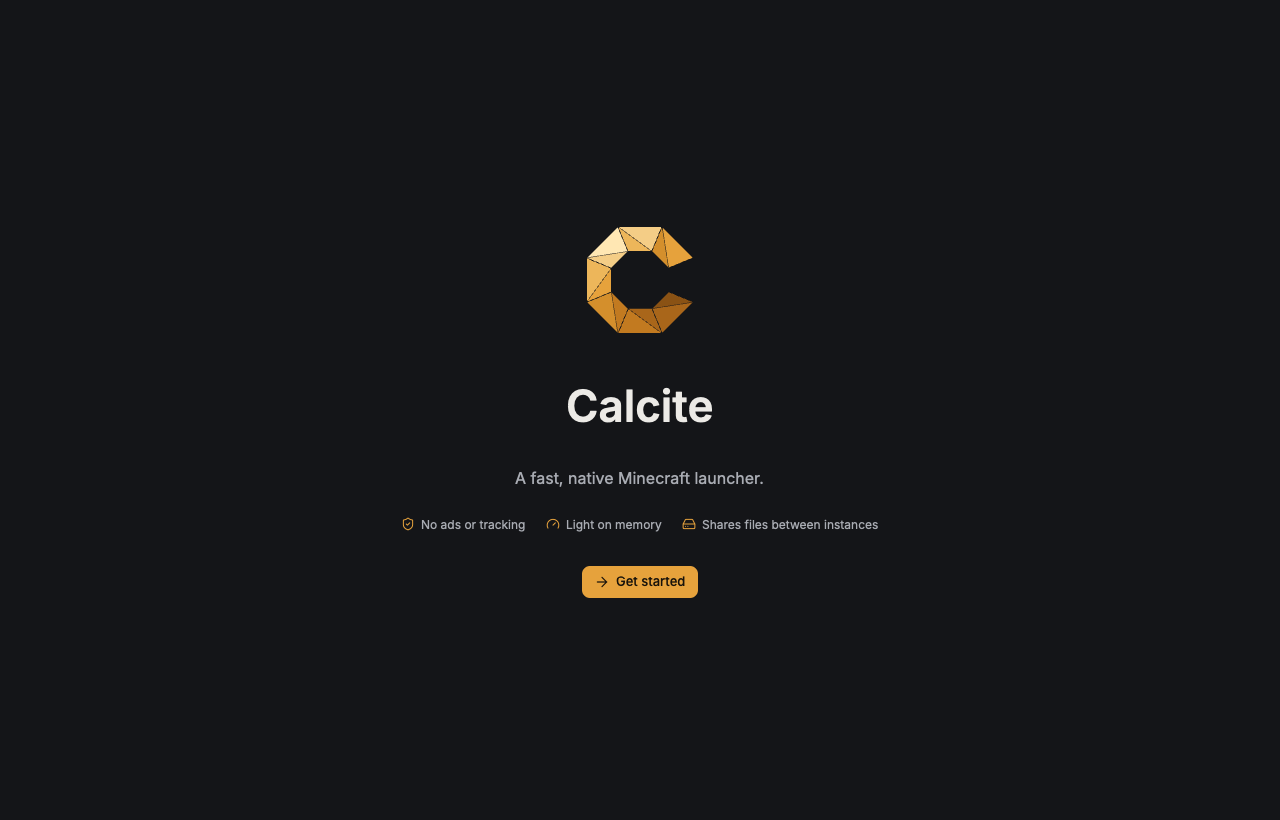 Calcite
A fast, native Minecraft launcher.
No ads or tracking Light on memory Shares files between instances
Get started